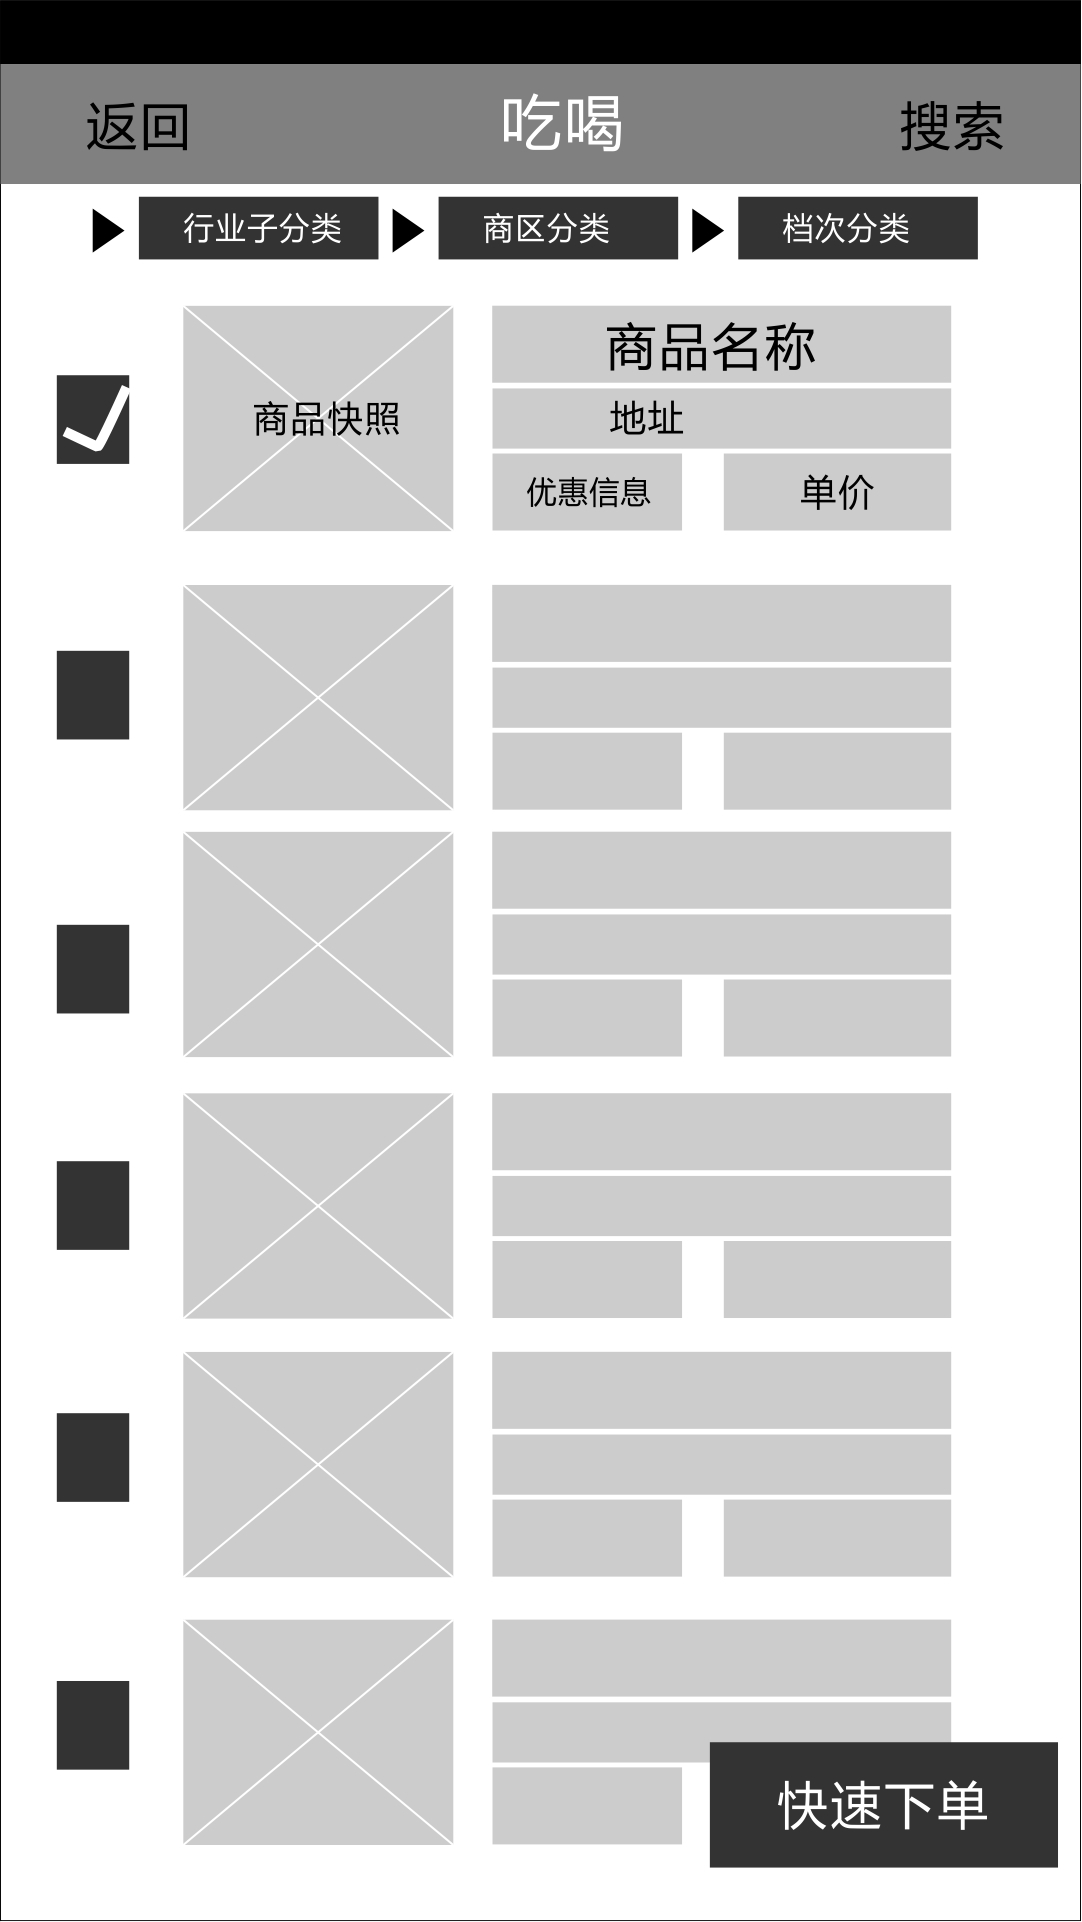 返回 吃喝 搜索
行业子分类 商区分类 档次分类
商品名称
商品快照 地址
优惠信息 单价
快速下单